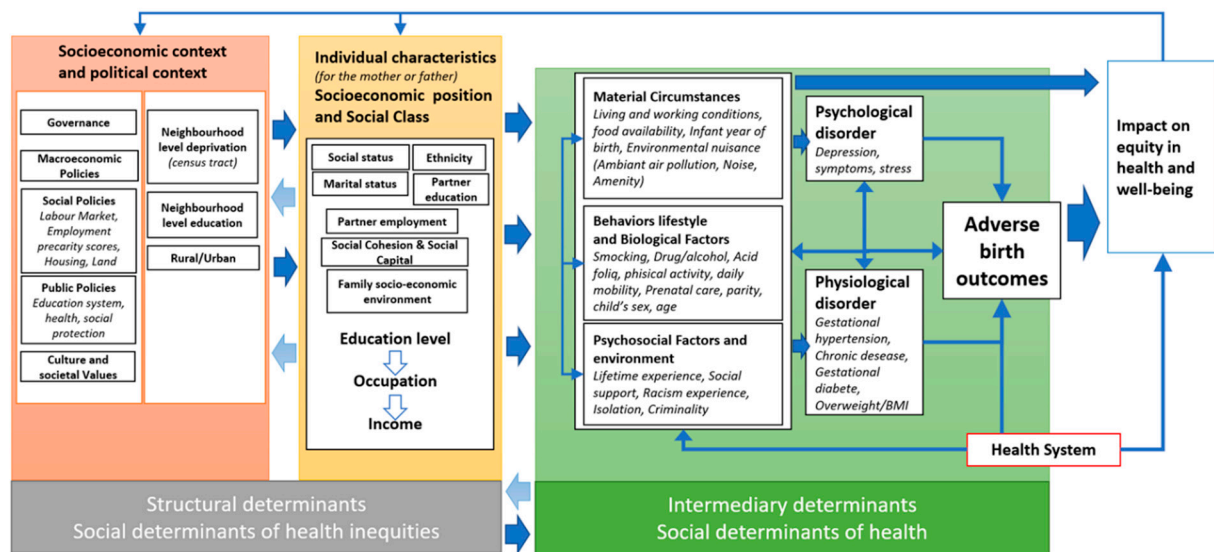 Socioeconomic context
and political context
Governance
Macroeconomic
Policies
Social Policies
Labour Market,
Employment
precarity scores,
Housing, Land
Public Policies
Education system,
health, social
protection
Culture and
societal Values
Neighbourhood
level deprivation
(census tract)
Neighbourhood
level education
Rural/Urban
Individual characteristics
(for the mother or father)
Socioeconomic position
and Social Class
Social status
Ethnicity
Marital status
Partner
education
Partner employment
Social Cohesion & Social
Capital
Family socio-economic
environment
Education level
Occupation
Income
Material Circumstances
Living and working conditions,
food availability, Infant year of
birth, Environmental nuisance
(Ambiant air pollution, Noise,
Amenity)
Behaviors lifestyle
and Biological Factors
Smocking, Drug/alcohol, Acid
foliq, phisical activity, daily
mobility, Prenatal care, parity,
child's sex, age
Psychosocial Factors and
environment
Lifetime experience, Social
support, Racism experience,
Isolation, Criminality
Psychological
disorder
Depression,
symptoms, stress
Physiological
disorder
Gestational
hypertension,
Chronic desease,
Gestational
diabete,
Overweight/BMI
Adverse
birth
outcomes
Impact on
equity in
health and
well-being
Health System
Structural determinants
Social determinants of health inequities
Intermediary determinants
Social determinants of health